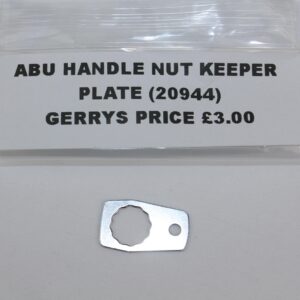 ABU HANDLE NUT KEEPER
PLATE (20944)
GERRYS PRICE £3.00